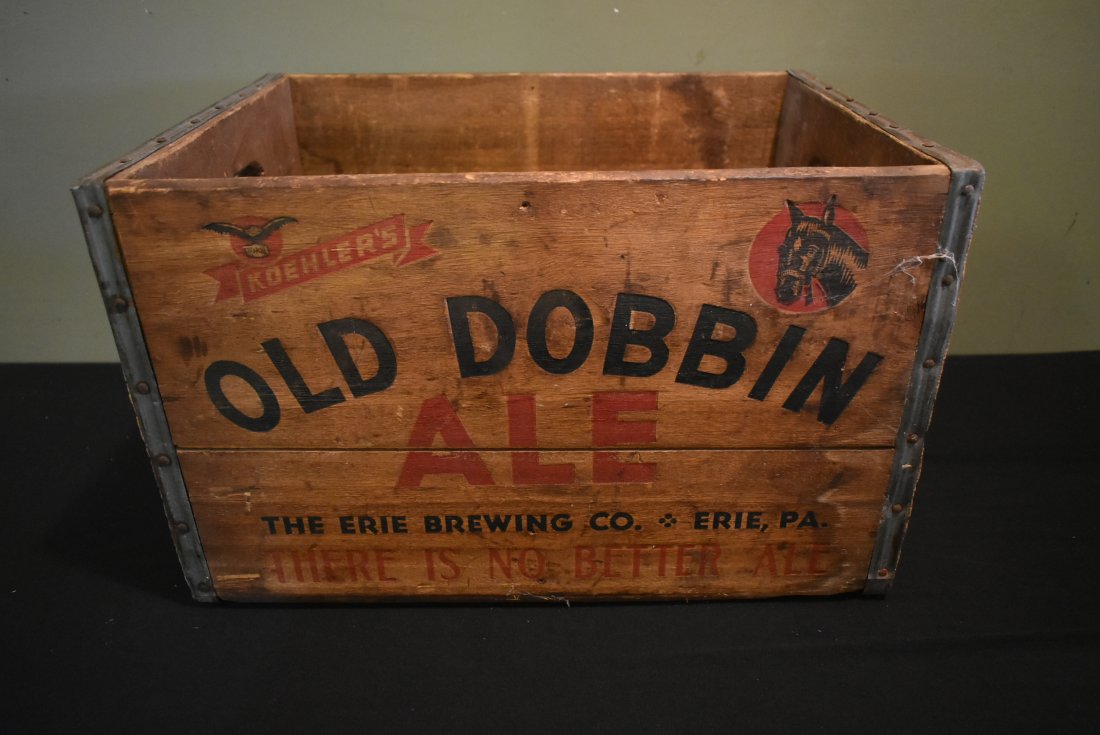 KOEHLER'S
OLD DOBBIN
ALE
THE ERIE BREWING CO. ERIE, PA.
THERE IS NO BETTER ALE